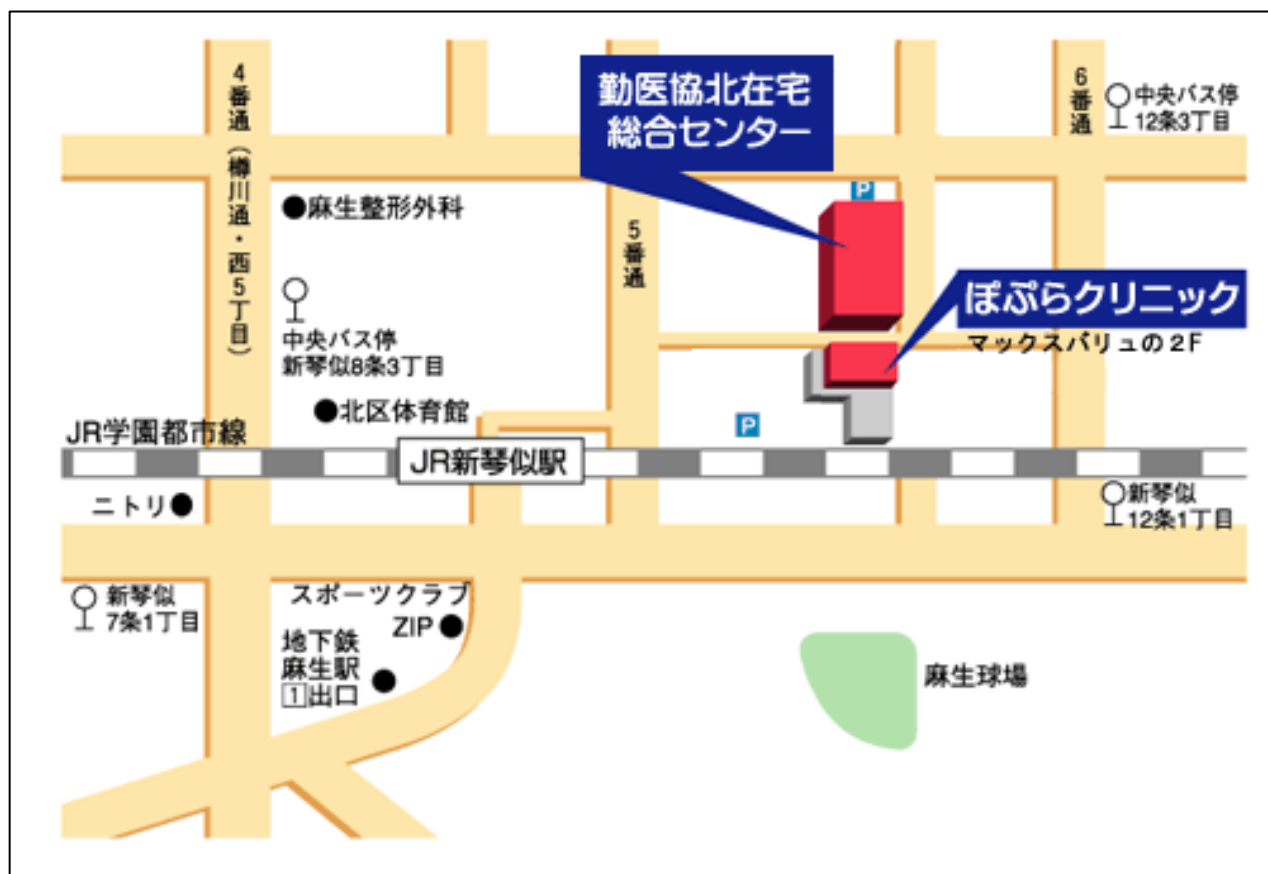 4番通(樽川通・西5丁目)
勤医協北在宅
総合センター
6番通
中央バス停
12条3丁目
P
麻生整形外科
5番通
ぽぷらクリニック
マックスバリュの2F
中央バス停
新琴似8条3丁目
北区体育館
P
JR学園都市線
JR新琴似駅
ニトリ
新琴似
12条1丁目
新琴似
7条1丁目
スポーツクラブ
ZIP
地下鉄
麻生駅
1出口
麻生球場